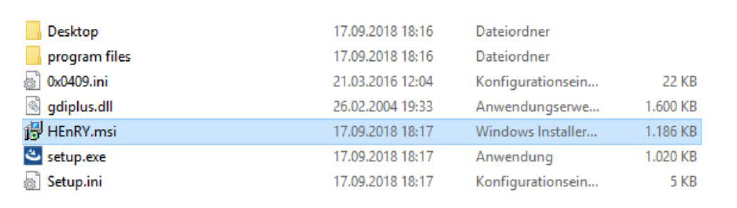 Desktop 17.09.2018 18:16 Dateiordner
program files 17.09.2018 18:16 Dateiordner
0x0409.ini 21.03.2016 12:04 Konfigurationsein... 22 KB
gdiplus.dll 26.02.2004 19:33 Anwendungserwe... 1.600 KB
HEnRY.msi 17.09.2018 18:17 Windows Installer... 1.186 KB
setup.exe 17.09.2018 18:17 Anwendung 1.020 KB
Setup.ini 17.09.2018 18:17 Konfigurationsein... 5 KB